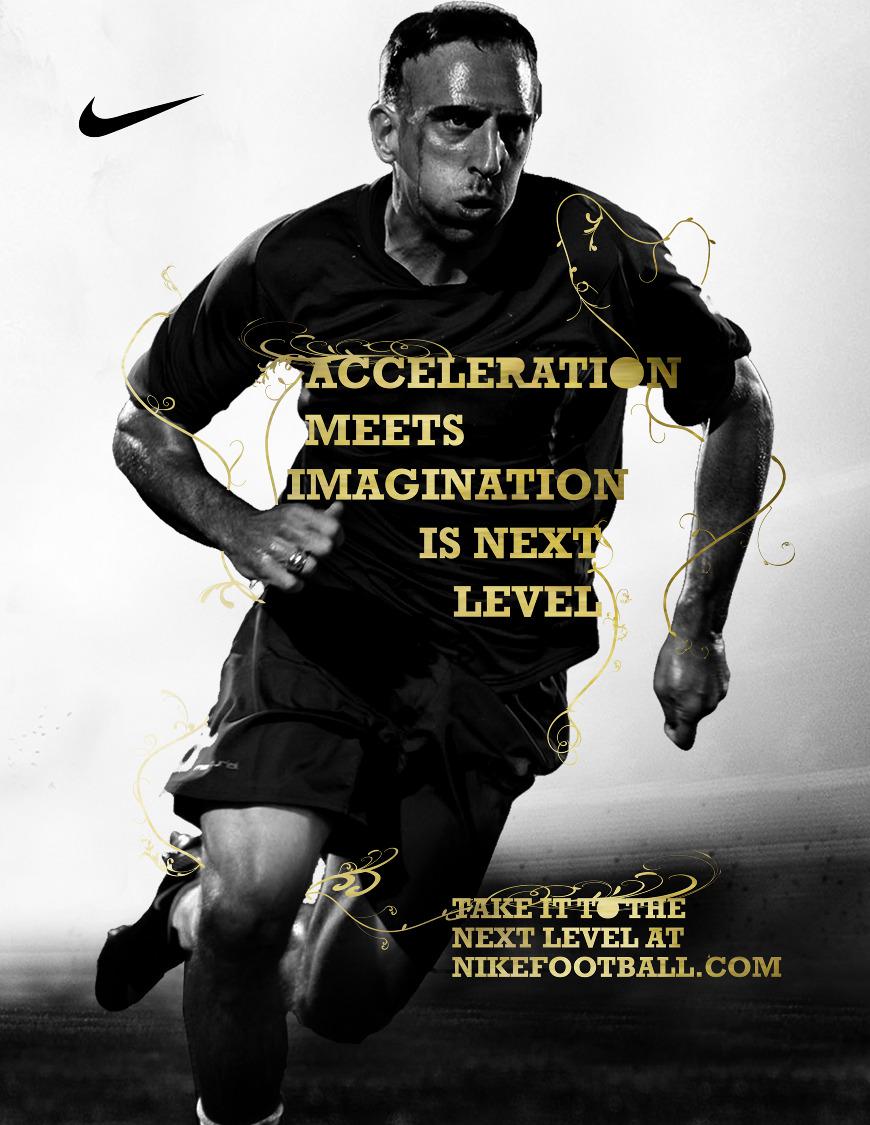 ACCELERATION
MEETS
IMAGINATION
IS NEXT
LEVEL
TAKE IT TO THE
NEXT LEVEL AT
NIKEFOOTBALL.COM